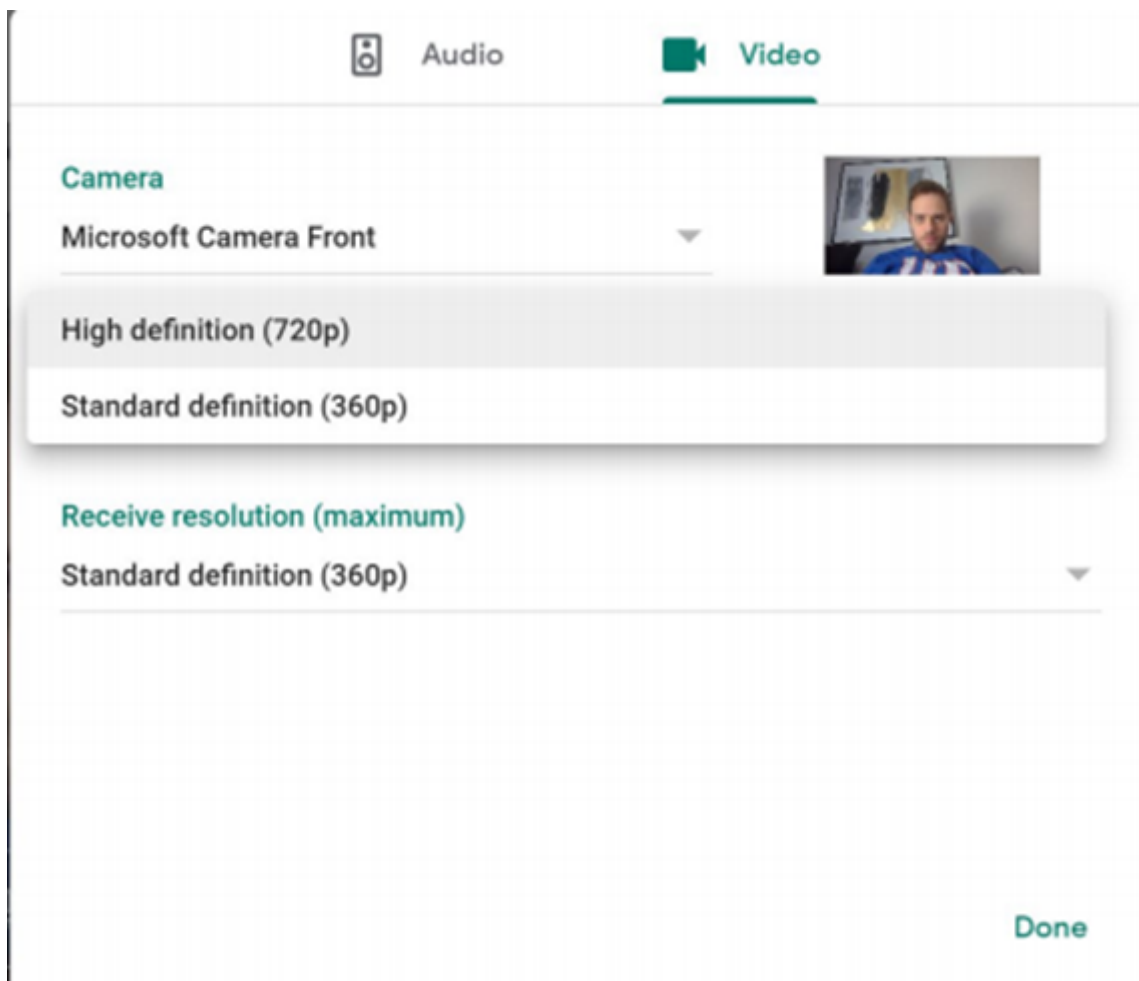 Audio
Video
Camera
Microsoft Camera Front
High definition (720p)
Standard definition (360p)
Receive resolution (maximum)
Standard definition (360p)
Done